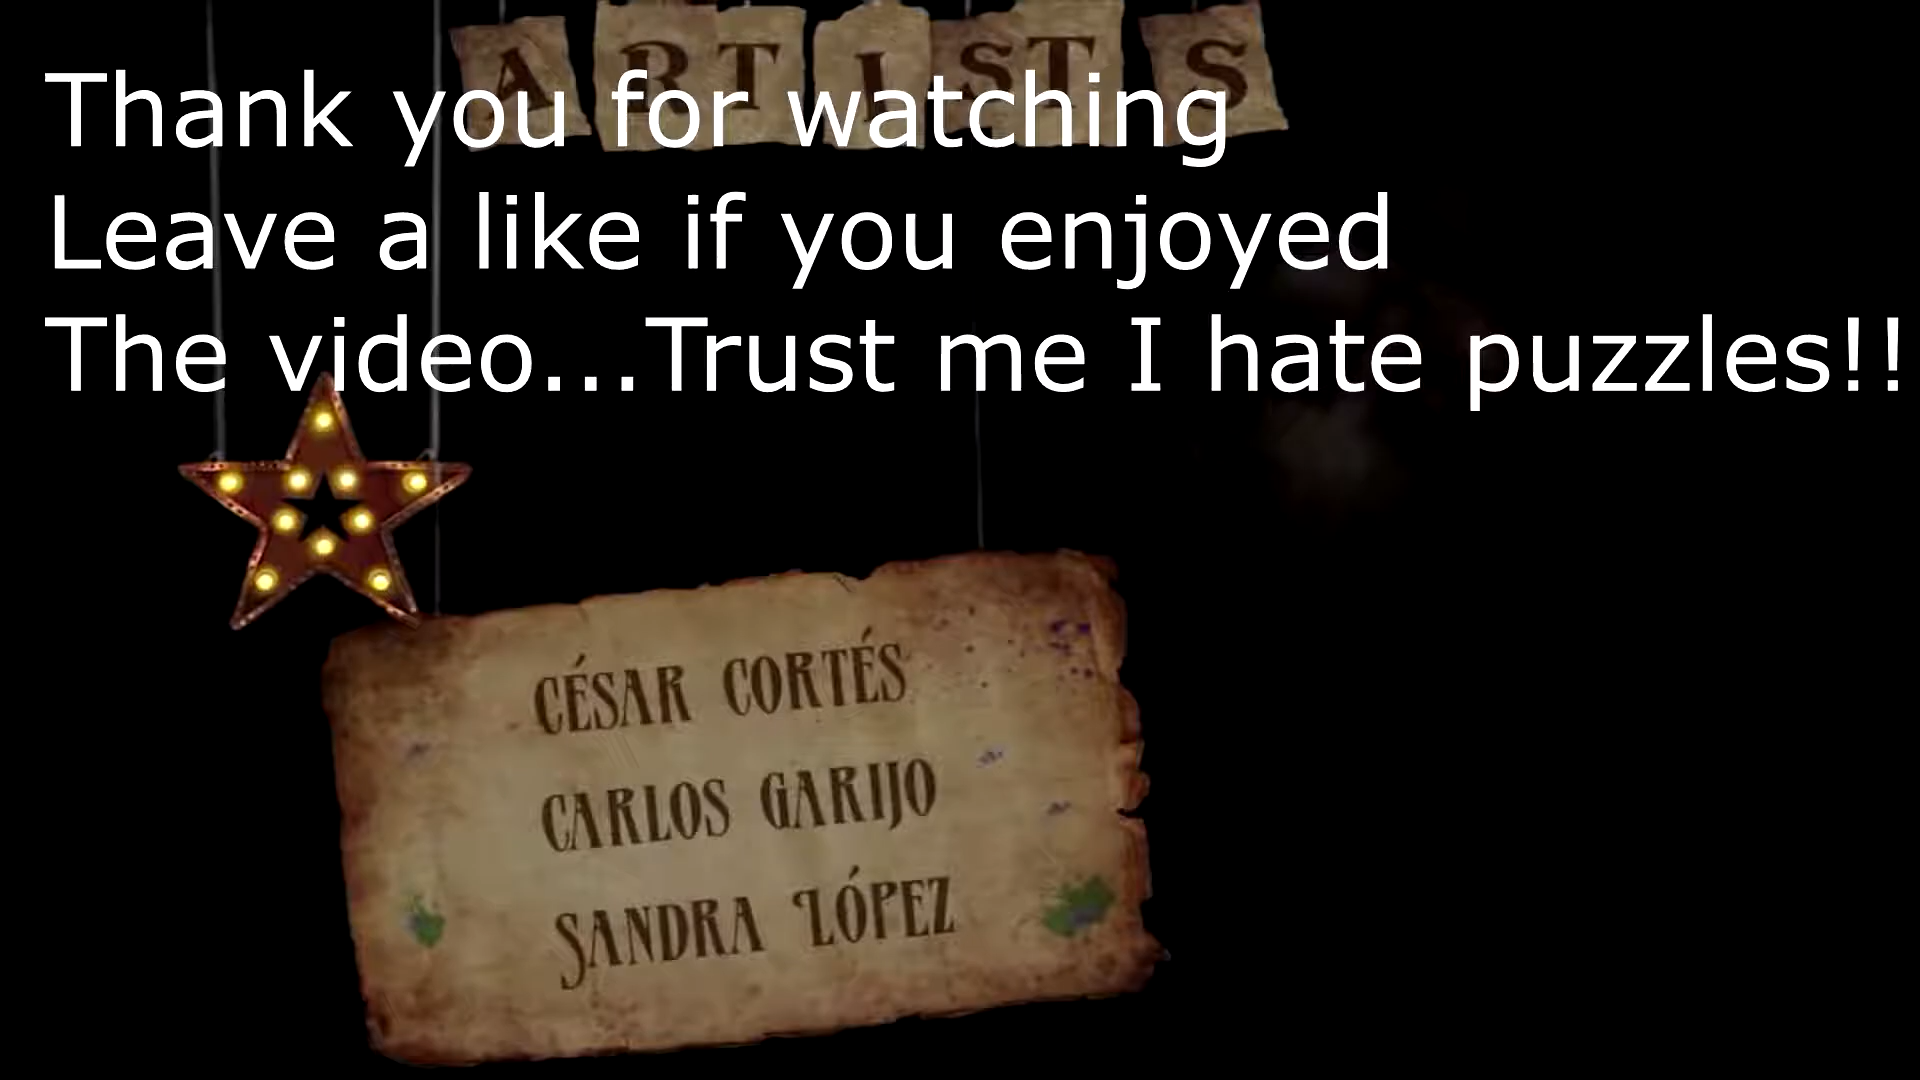 ARTISTS
Thank you for watching
Leave a like if you enjoyed
The video...Trust me I hate puzzles!!
CÉSAR CORTÉS
CARLOS GARIJO
SANDRA LÓPEZ